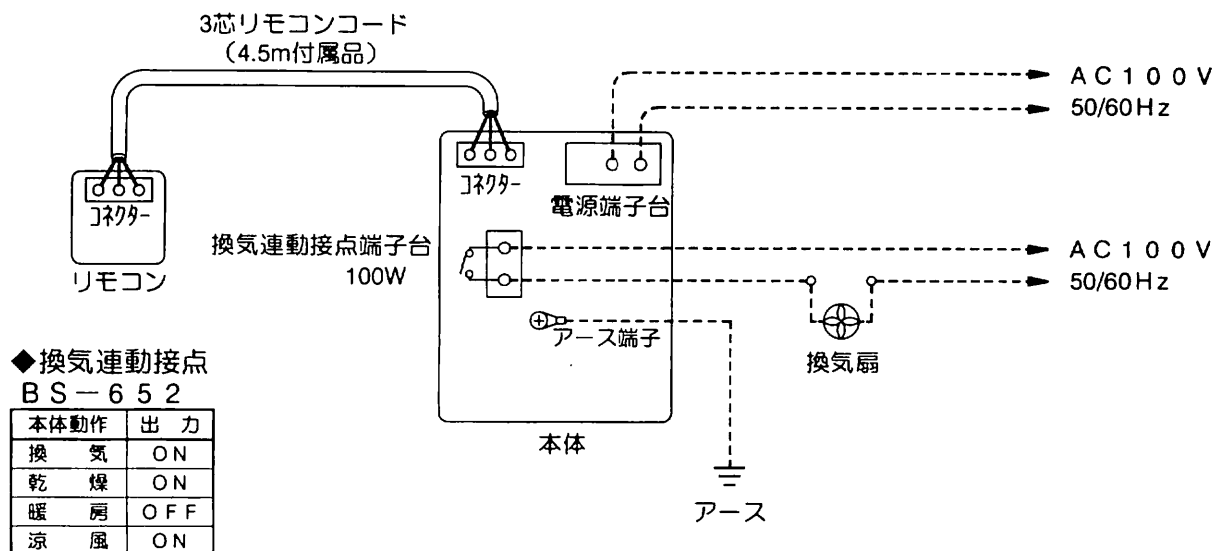 3芯リモコンコード
(4.5m付属品)
AC100V
50/60Hz
コネクター
コネクター
電源端子台
リモコン
換気連動接点端子台
100W
AC100V
50/60Hz
アース端子
換気扇
本体
アース
◆換気連動接点
BS-652
本体動作 出 力
換 気 ON
乾 燥 ON
暖 房 OFF
涼 風 ON